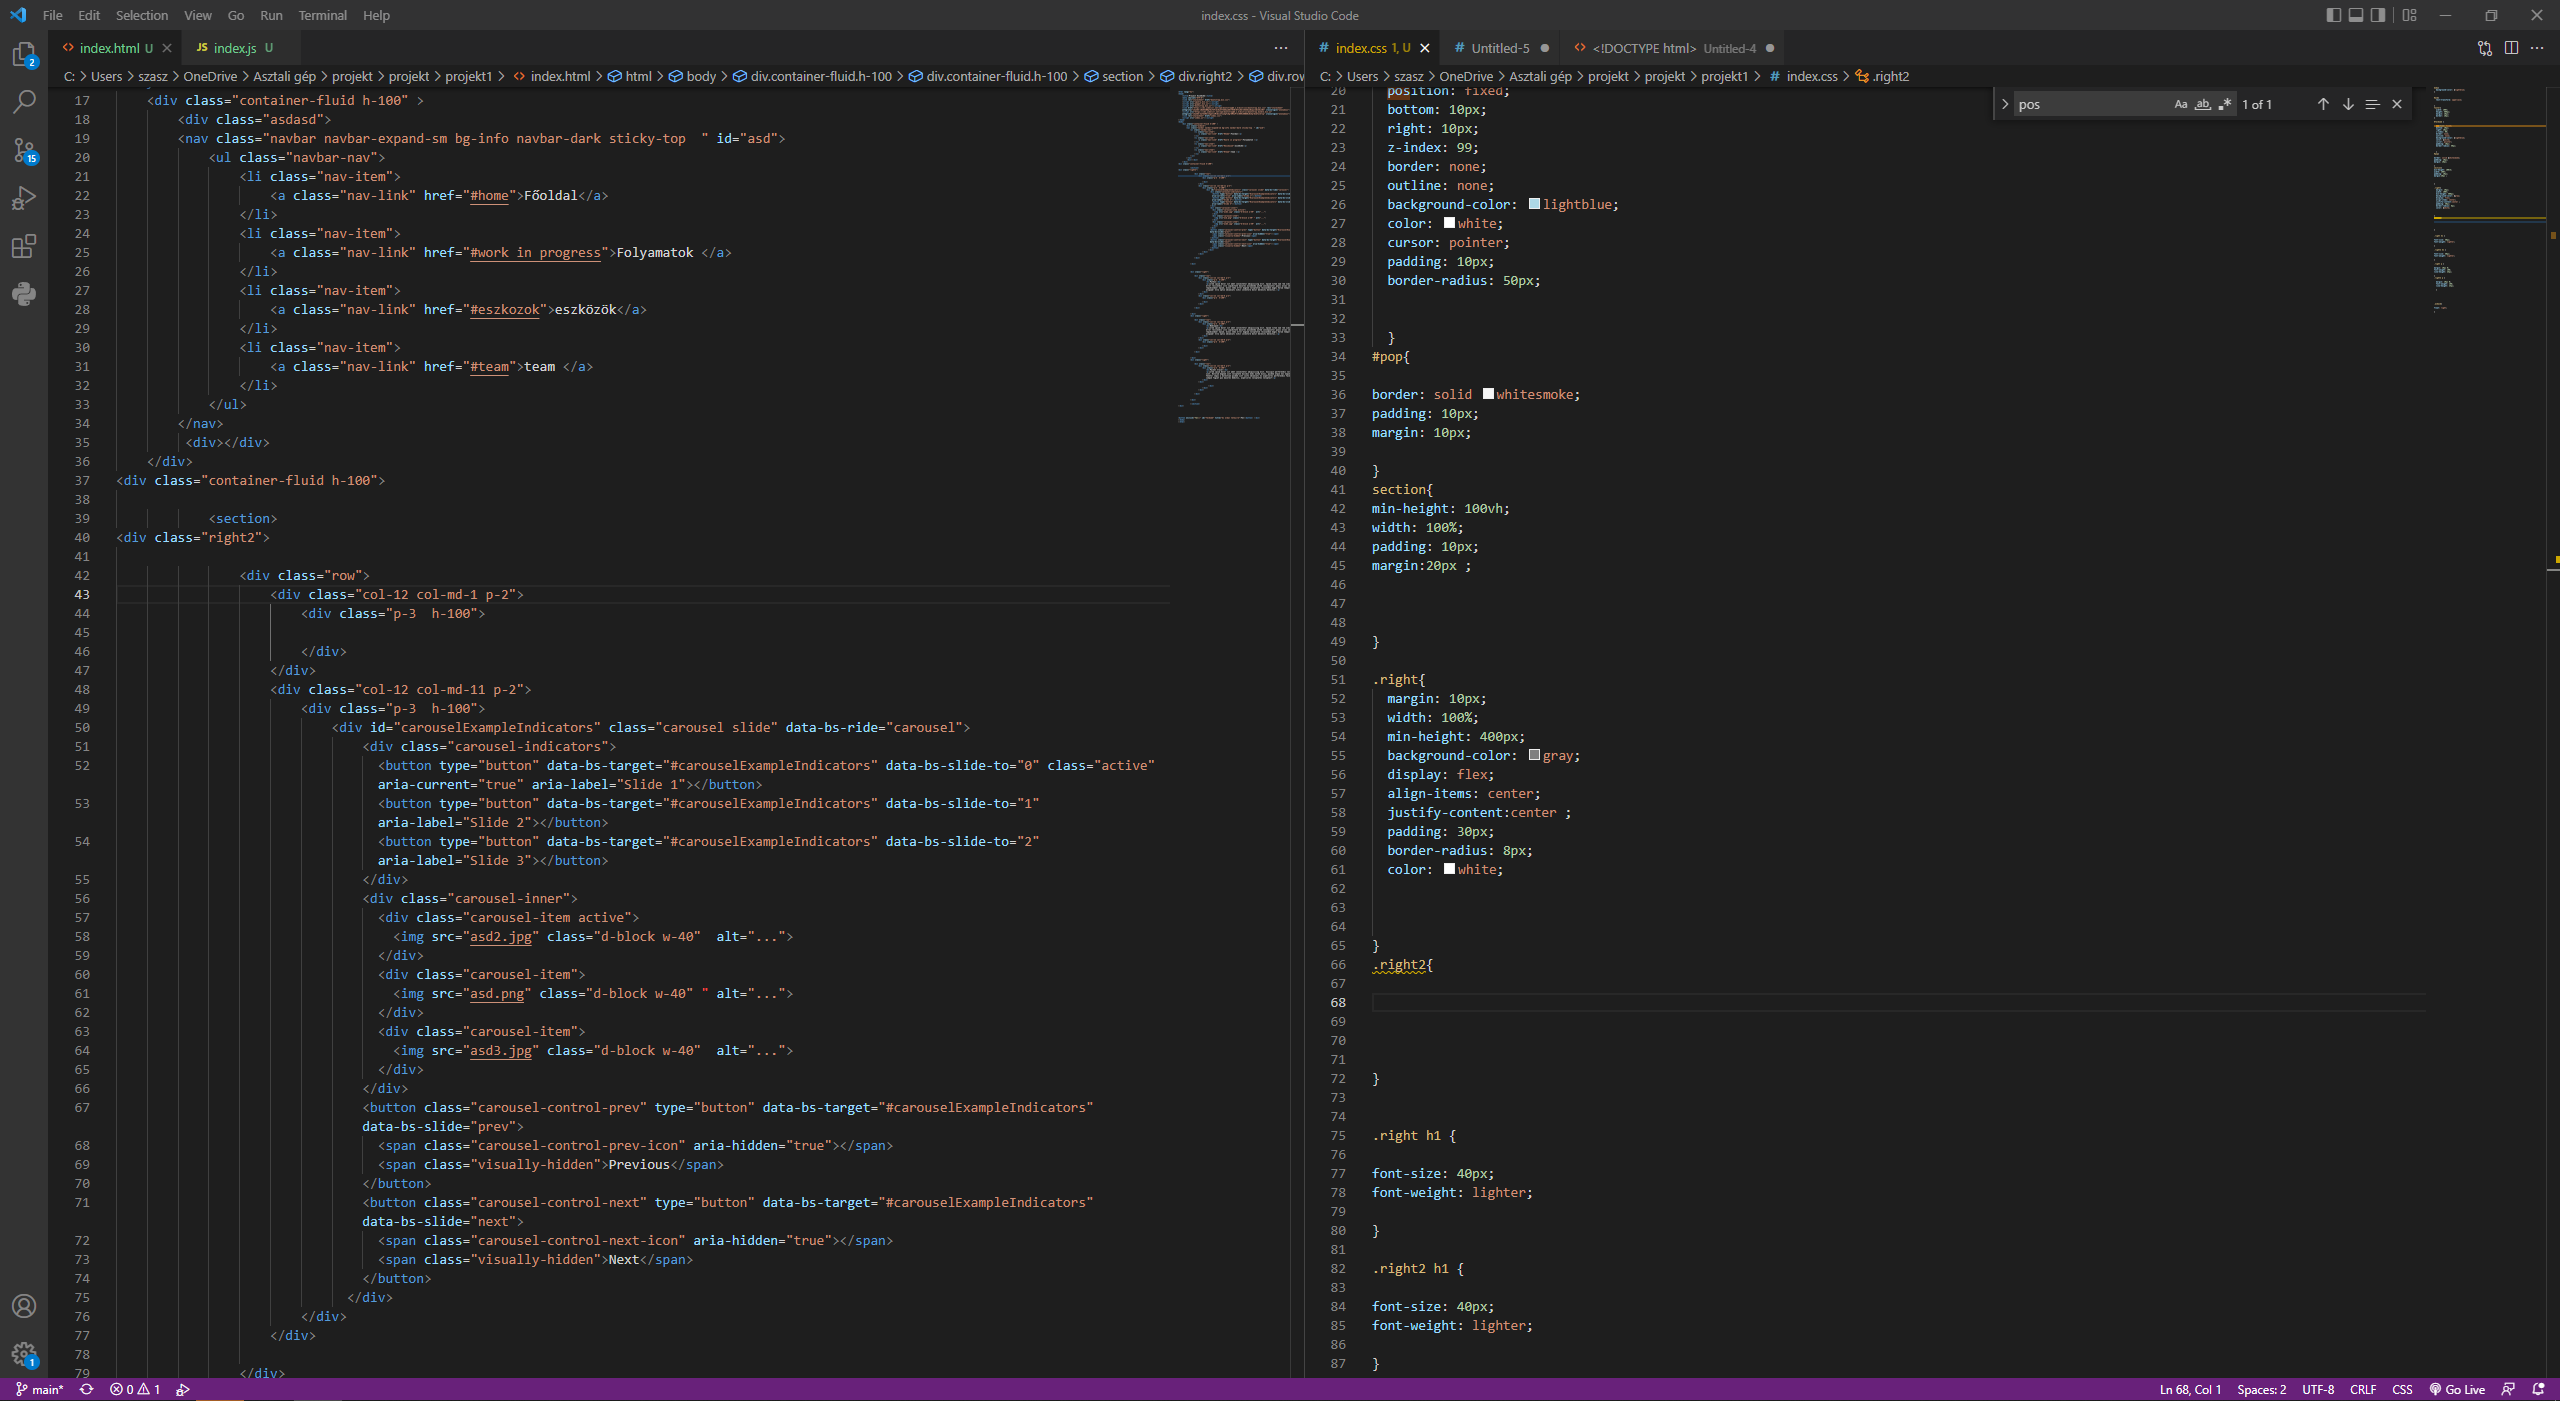 File Edit Selection View Go Run Terminal Help
index.css - Visual Studio Code
index.html U
JS index.js U
# index.css 1, U
# Untitled-5
<!DOCTYPE html> Untitled-4
C: > Users > szasz > OneDrive > Asztali gép > projekt > projekt > projekt1 > index.html > html > body > div.container-fluid.h-100 > div.container-fluid.h-100 > section > div.right2 > div.row
17 <div class="container-fluid h-100" >
18 <div class="asdasd">
19 <nav class="navbar navbar-expand-sm bg-info navbar-dark sticky-top  " id="asd">
20 <ul class="navbar-nav">
21 <li class="nav-item">
22 <a class="nav-link" href="#home">Főoldal</a>
23 </li>
24 <li class="nav-item">
25 <a class="nav-link" href="#work in progress">Folyamatok </a>
26 </li>
27 <li class="nav-item">
28 <a class="nav-link" href="#eszkozok">eszközök</a>
29 </li>
30 <li class="nav-item">
31 <a class="nav-link" href="#team">team </a>
32 </li>
33 </ul>
34 </nav>
35 <div></div>
36 </div>
37 <div class="container-fluid h-100">
38
39 <section>
40 <div class="right2">
41
42 <div class="row">
43 <div class="col-12 col-md-1 p-2">
44 <div class="p-3  h-100">
45
46 </div>
47 </div>
48 <div class="col-12 col-md-11 p-2">
49 <div class="p-3  h-100">
50 <div id="carouselExampleIndicators" class="carousel slide" data-bs-ride="carousel">
51 <div class="carousel-indicators">
52 <button type="button" data-bs-target="#carouselExampleIndicators" data-bs-slide-to="0" class="active"
aria-current="true" aria-label="Slide 1"></button>
53 <button type="button" data-bs-target="#carouselExampleIndicators" data-bs-slide-to="1"
aria-label="Slide 2"></button>
54 <button type="button" data-bs-target="#carouselExampleIndicators" data-bs-slide-to="2"
aria-label="Slide 3"></button>
55 </div>
56 <div class="carousel-inner">
57 <div class="carousel-item active">
58 <img src="asd2.jpg" class="d-block w-40"  alt="...">
59 </div>
60 <div class="carousel-item">
61 <img src="asd.png" class="d-block w-40" " alt="...">
62 </div>
63 <div class="carousel-item">
64 <img src="asd3.jpg" class="d-block w-40"  alt="...">
65 </div>
66 </div>
67 <button class="carousel-control-prev" type="button" data-bs-target="#carouselExampleIndicators"
data-bs-slide="prev">
68 <span class="carousel-control-prev-icon" aria-hidden="true"></span>
69 <span class="visually-hidden">Previous</span>
70 </button>
71 <button class="carousel-control-next" type="button" data-bs-target="#carouselExampleIndicators"
data-bs-slide="next">
72 <span class="carousel-control-next-icon" aria-hidden="true"></span>
73 <span class="visually-hidden">Next</span>
74 </button>
75 </div>
76 </div>
77 </div>
78
79 </div>
C: > Users > szasz > OneDrive > Asztali gép > projekt > projekt > projekt1 > # index.css > .right2
pos Aa ab .* 1 of 1
20 position: fixed;
21 bottom: 10px;
22 right: 10px;
23 z-index: 99;
24 border: none;
25 outline: none;
26 background-color: lightblue;
27 color: white;
28 cursor: pointer;
29 padding: 10px;
30 border-radius: 50px;
31
32
33 }
34 #pop{
35
36 border: solid whitesmoke;
37 padding: 10px;
38 margin: 10px;
39
40 }
41 section{
42 min-height: 100vh;
43 width: 100%;
44 padding: 10px;
45 margin:20px ;
46
47
48
49 }
50
51 .right{
52 margin: 10px;
53 width: 100%;
54 min-height: 400px;
55 background-color: gray;
56 display: flex;
57 align-items: center;
58 justify-content:center ;
59 padding: 30px;
60 border-radius: 8px;
61 color: white;
62
63
64
65 }
66 .right2{
67
68
69
70
71
72 }
73
74
75 .right h1 {
76
77 font-size: 40px;
78 font-weight: lighter;
79
80 }
81
82 .right2 h1 {
83
84 font-size: 40px;
85 font-weight: lighter;
86
87 }
2
15
1
main* 0 1
Ln 68, Col 1 Spaces: 2 UTF-8 CRLF CSS Go Live